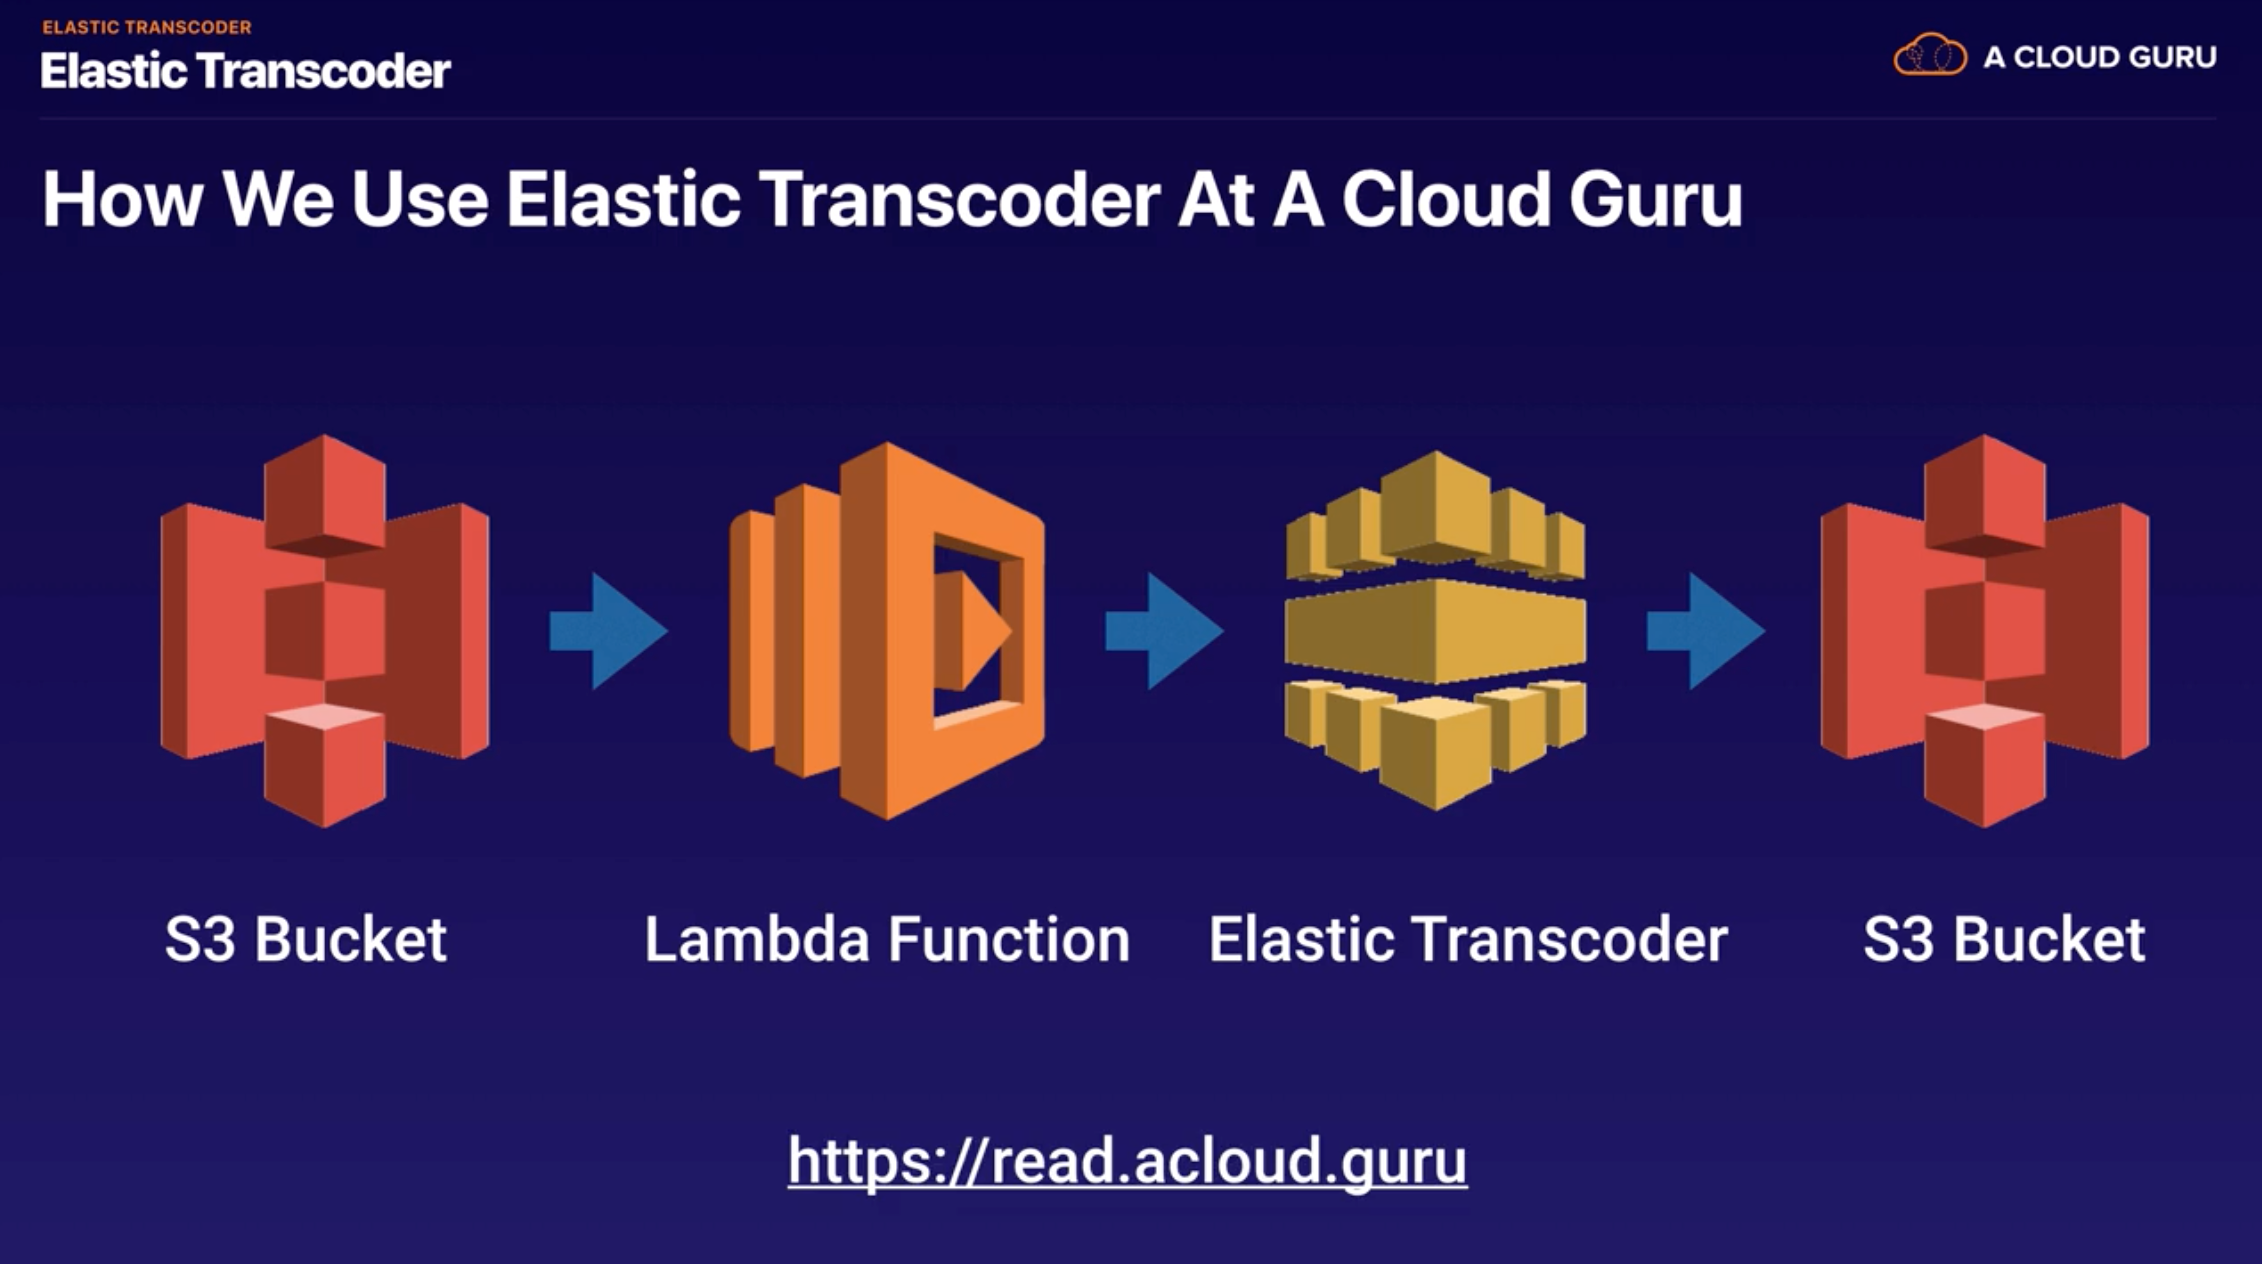 ELASTIC TRANSCODER
Elastic Transcoder
A CLOUD GURU
How We Use Elastic Transcoder At A Cloud Guru
S3 Bucket
Lambda Function
Elastic Transcoder
S3 Bucket
https://read.acloud.guru